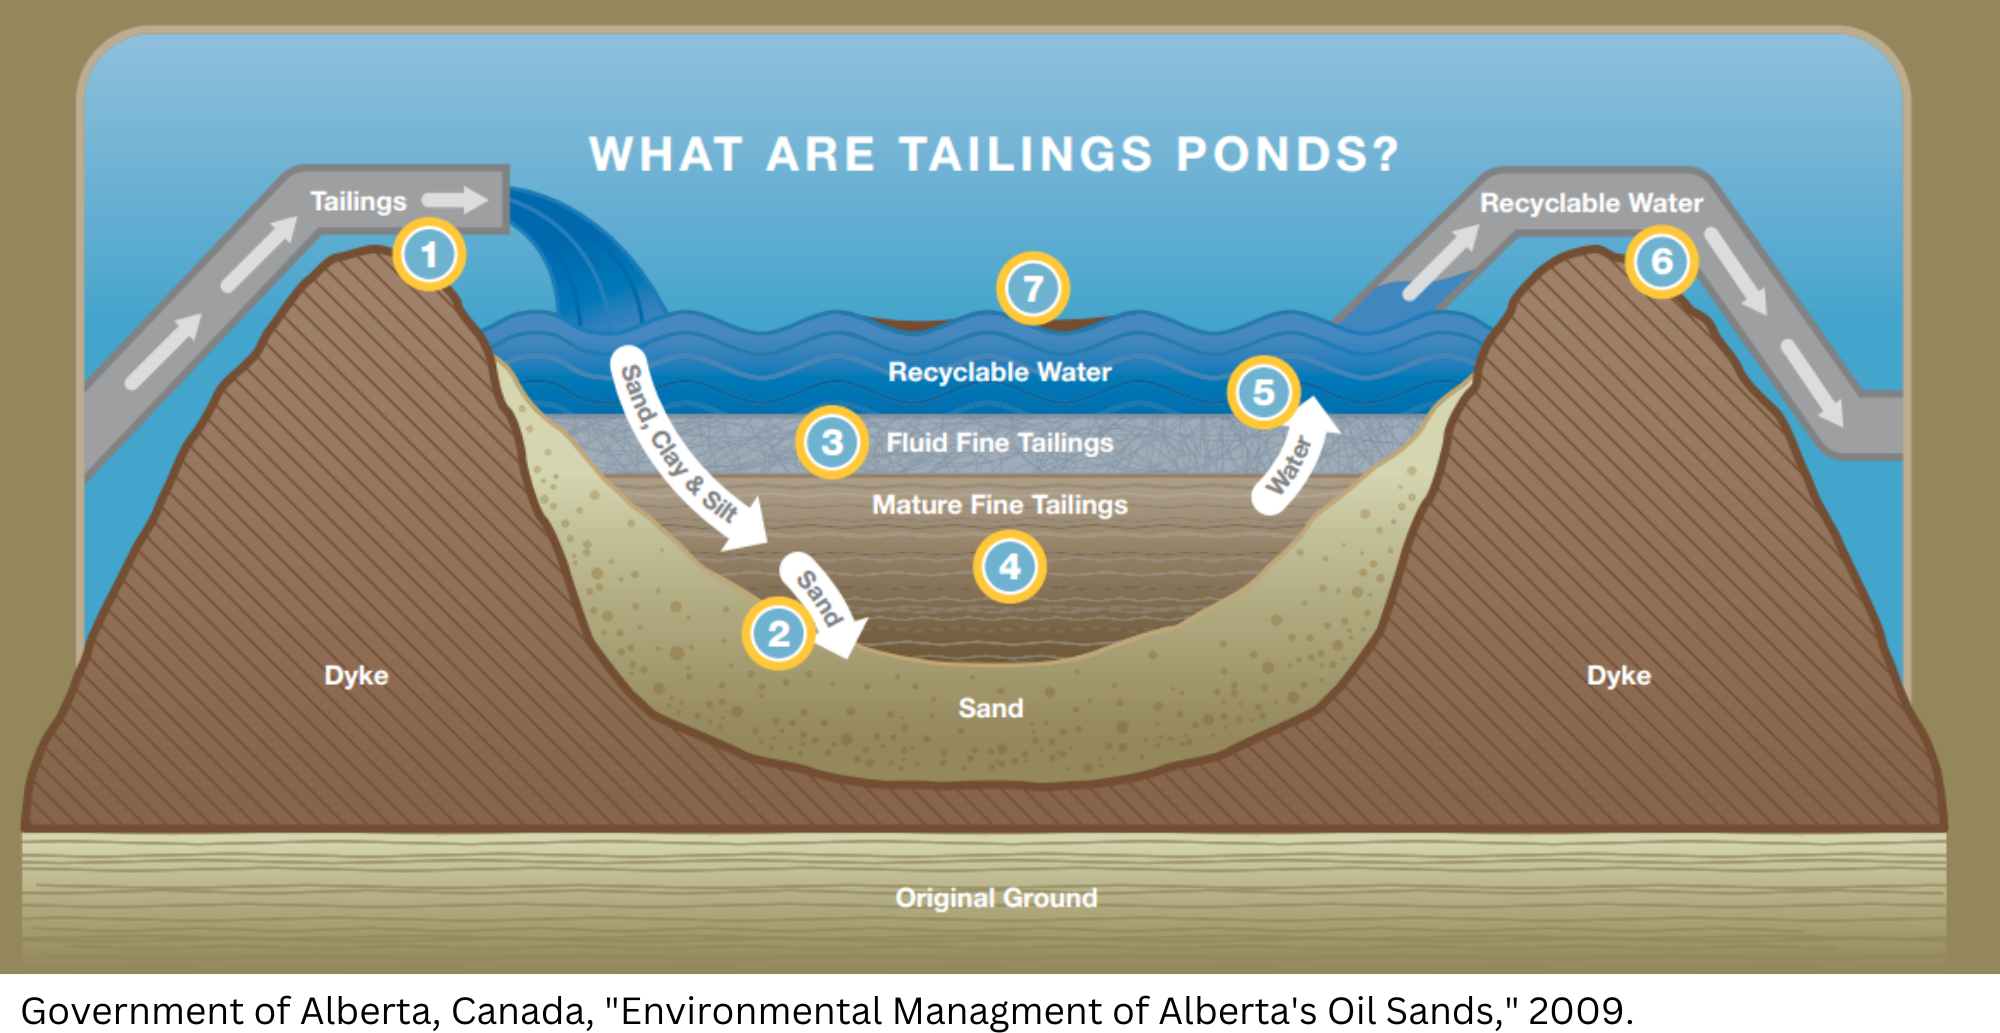 WHAT ARE TAILINGS PONDS?
Tailings
Recyclable Water
1
6
7
Recyclable Water
Sand, Clay & Silt
5
3
Fluid Fine Tailings
Water
Mature Fine Tailings
4
Sand
2
Dyke
Dyke
Sand
Original Ground
Government of Alberta, Canada, "Environmental Managment of Alberta's Oil Sands," 2009.